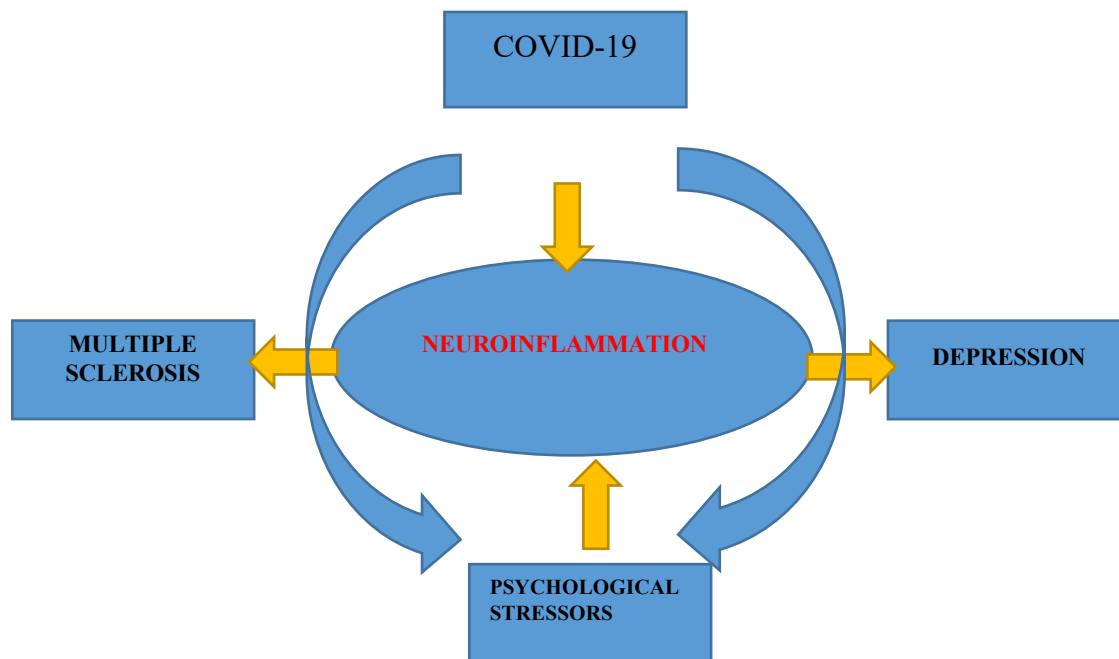 COVID-19
NEUROINFLAMMATION
MULTIPLE
SCLEROSIS
DEPRESSION
PSYCHOLOGICAL
STRESSORS